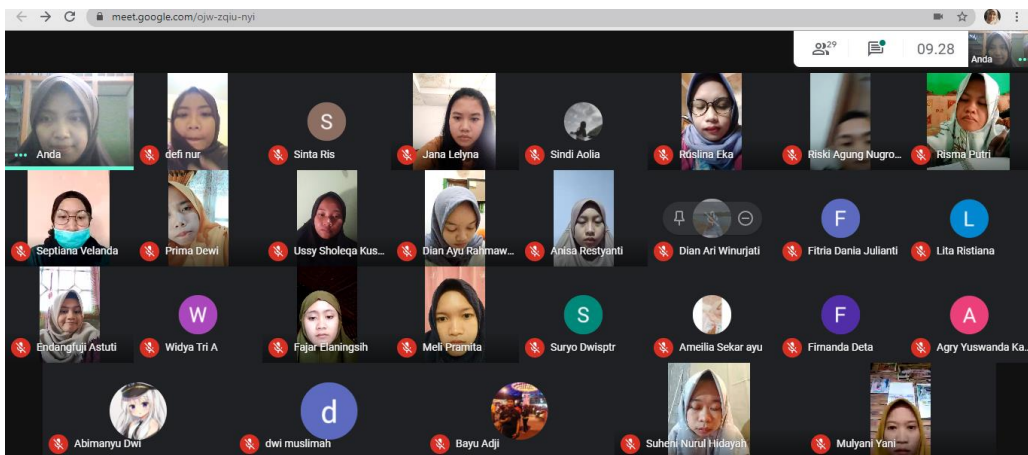 meet.google.com/ojw-zqiu-nyi
29
09.28
Anda
Anda
defi nur
S
Sinta Ris
Jana Lelyna
Sindi Aolia
Ruslina Eka
Riski Agung Nugro...
Risma Putri
Septiana Velanda
Prima Dewi
Ussy Sholeqa Kus...
Dian Ayu Rahmaw...
Anisa Restyanti
Dian Ari Winurjati
F
Fitria Dania Julianti
L
Lita Ristiana
Endangfuji Astuti
W
Widya Tri A
Fajar Elaningsih
Meli Pramita
S
Suryo Dwisptr
Ameilia Sekar ayu
F
Firnanda Deta
A
Agry Yuswanda Ka...
Abimanyu Dwi
d
dwi muslimah
Bayu Adji
Suheni Nurul Hidayah
Mulyani Yani